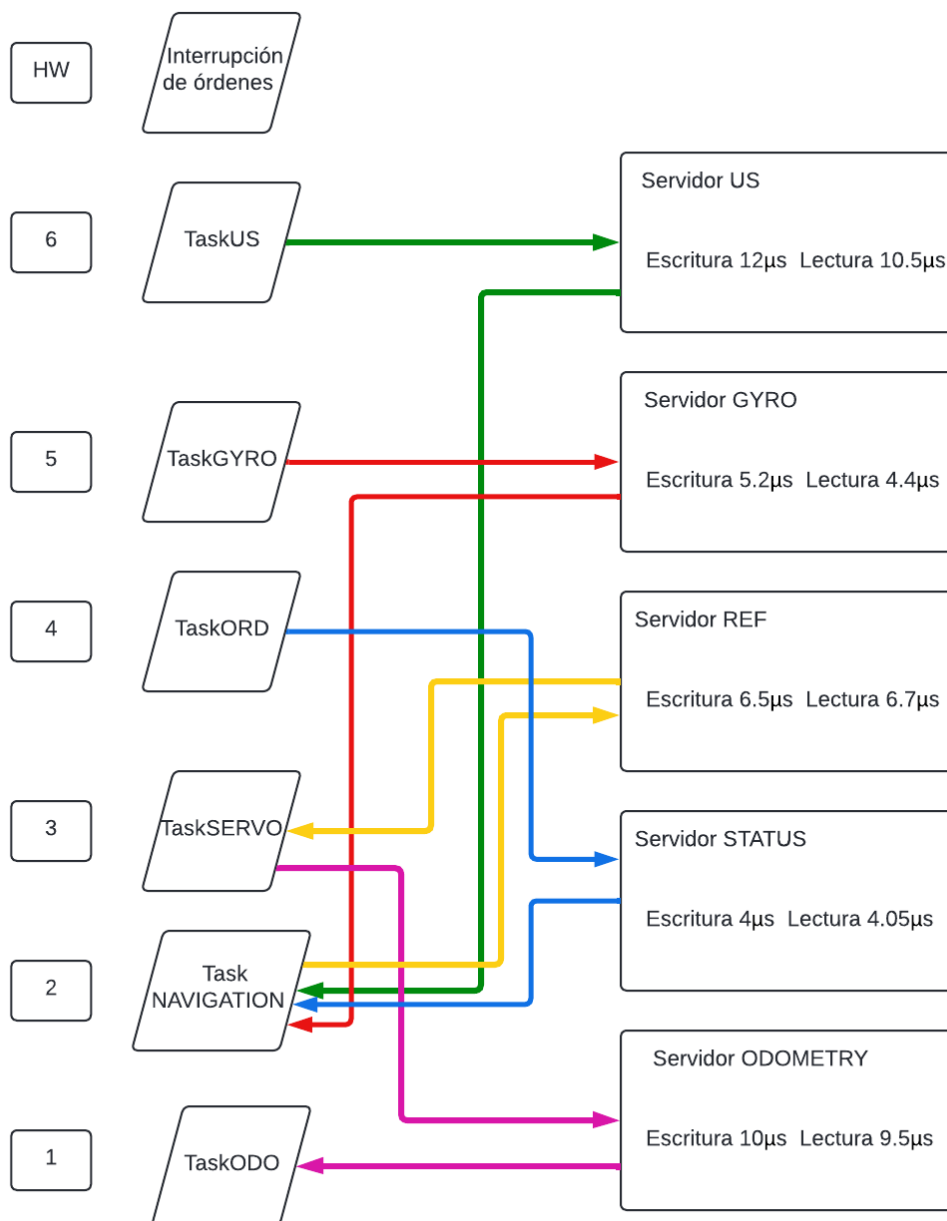 HW
Interrupción
de órdenes
Servidor US
6
TaskUS
Escritura 12µs  Lectura 10.5µs
Servidor GYRO
5
TaskGYRO
Escritura 5.2µs  Lectura 4.4µs
Servidor REF
4
TaskORD
Escritura 6.5µs  Lectura 6.7µs
3
TaskSERVO
Servidor STATUS
Escritura 4µs  Lectura 4.05µs
2
Task
NAVIGATION
Servidor ODOMETRY
Escritura 10µs  Lectura 9.5µs
1
TaskODO